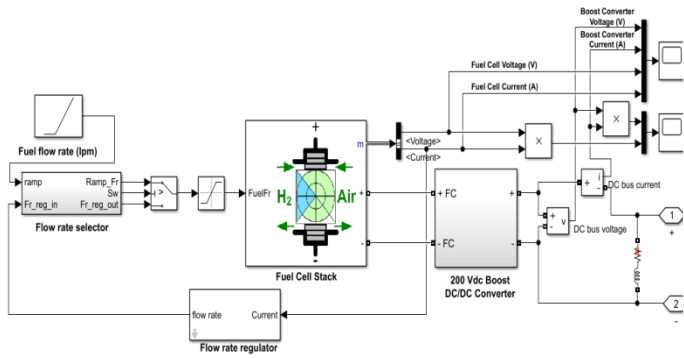 Boost Converter
Voltage (V)
Boost Converter
Current (A)
Fuel Cell Voltage (V)
Fuel Cell Current (A)
Fuel flow rate (lpm)
ramp
Fr_reg_in
Ramp_Fr
Sw
Fr_reg_out
Flow rate selector
>
FuelFr
+
H2
Air
-
m
+
-
Fuel Cell Stack
<Voltage>
<Current>
X
X
+ FC
- FC
+
-
200 Vdc Boost
DC/DC Converter
+
-
v
DC bus voltage
+
i
-
DC bus current
1
+
2
-
flow rate
Current
Flow rate regulator